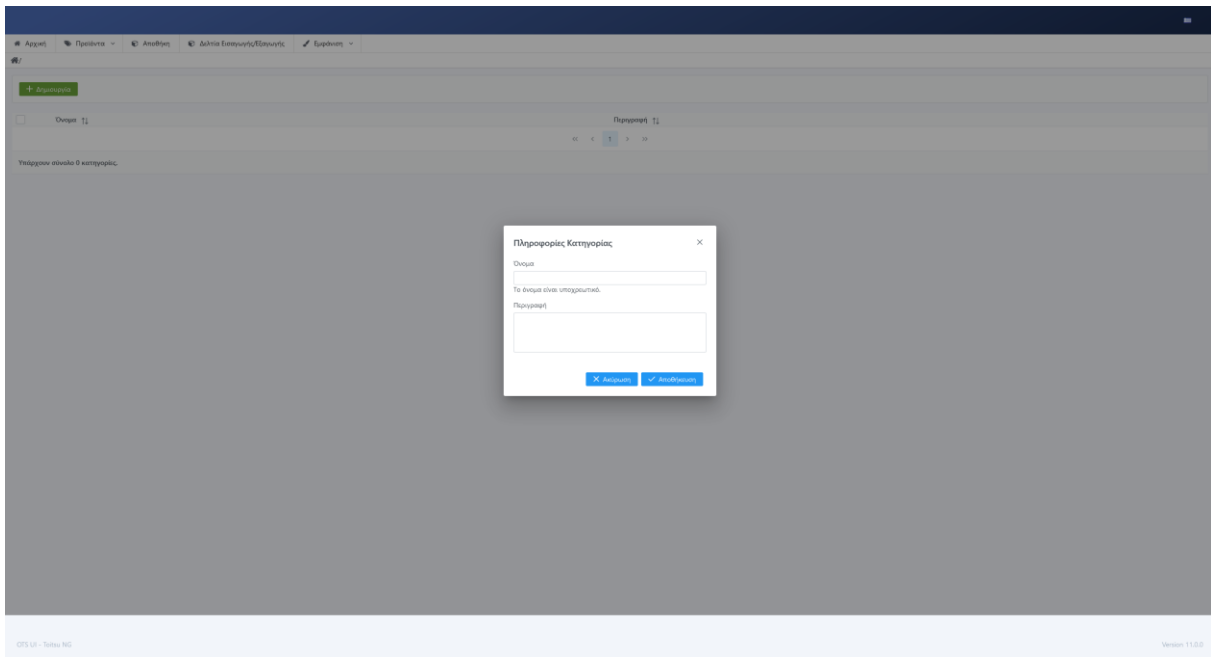 Αρχική Προϊόντα Αποθήκη Δελτία Εισαγωγής/Εξαγωγής Εμφάνιση
/
+ Δημιουργία
Όνομα Περιγραφή
« < 1 > »
Υπάρχουν σύνολο 0 κατηγορίες.
Πληροφορίες Κατηγορίας
Όνομα
Το όνομα είναι υποχρεωτικό.
Περιγραφή
Ακύρωση Αποθήκευση
Version 11.0.0